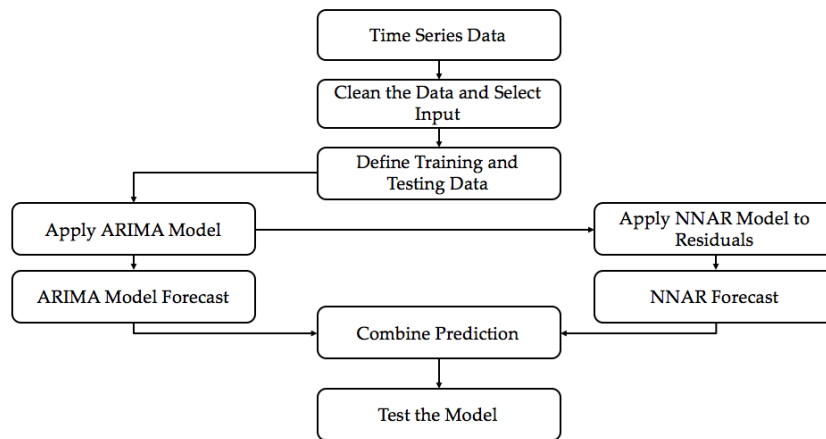 Time Series Data
Clean the Data and Select
Input
Define Training and
Testing Data
Apply ARIMA Model
Apply NNAR Model to
Residuals
ARIMA Model Forecast
NNAR Forecast
Combine Prediction
Test the Model